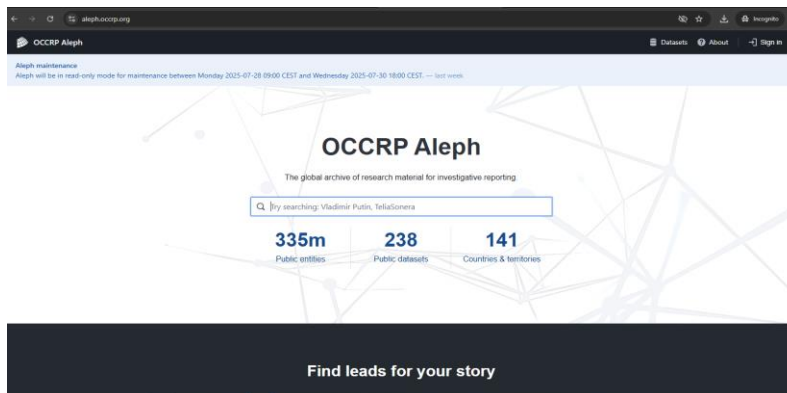 aleph.occrp.org
Incognito
OCCRP Aleph
Datasets
About
Sign in
Aleph maintenance
Aleph will be in read-only mode for maintenance between Monday 2025-07-28 09:00 CEST and Wednesday 2025-07-30 18:00 CEST. — last week
OCCRP Aleph
The global archive of research material for investigative reporting
Try searching: Vladimir Putin, TeliaSonera
335m 238 141
Public entities Public datasets Countries & territories
Find leads for your story